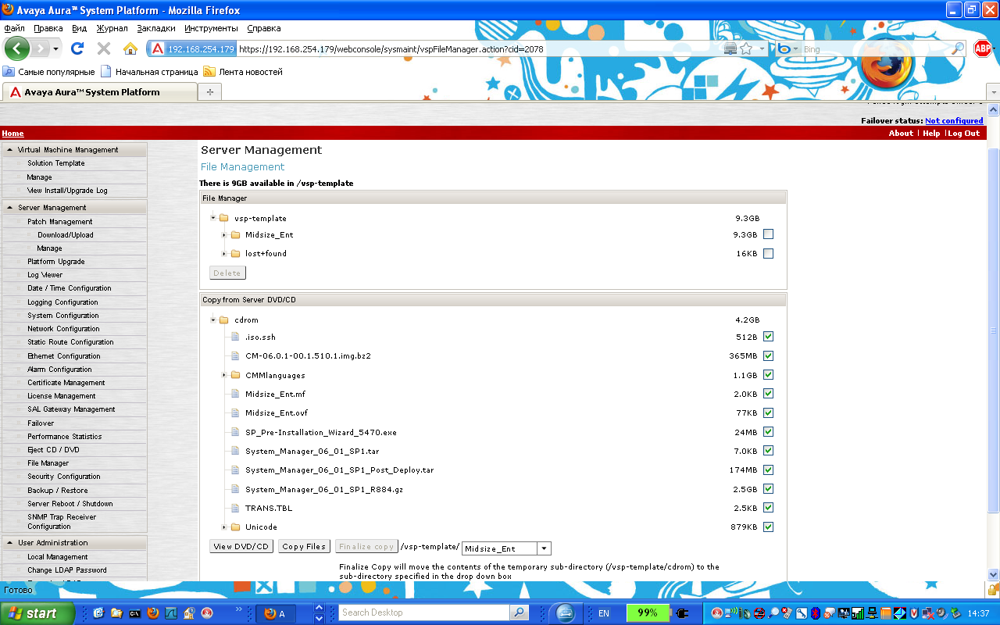 Avaya Aura™ System Platform - Mozilla Firefox
Файл Правка Вид Журнал Закладки Инструменты Справка
192.168.254.179 https://192.168.254.179/webconsole/sysmaint/vspFileManager.action?cid=2078
Bing
ABP
Самые популярные Начальная страница Лента новостей
Avaya Aura™ System Platform
Failover status: Not configured
Home
About | Help | Log Out
Virtual Machine Management
Solution Template
Manage
View Install/Upgrade Log
Server Management
Patch Management
Download/Upload
Manage
Platform Upgrade
Log Viewer
Date / Time Configuration
Logging Configuration
System Configuration
Network Configuration
Static Route Configuration
Ethernet Configuration
Alarm Configuration
Certificate Management
License Management
SAL Gateway Management
Failover
Performance Statistics
Eject CD / DVD
File Manager
Security Configuration
Backup / Restore
Server Reboot / Shutdown
SNMP Trap Receiver
Configuration
User Administration
Local Management
Change LDAP Password
Server Management
File Management
There is 9GB available in /vsp-template
File Manager
vsp-template 9.3GB
Midsize_Ent 9.3GB
lost+found 16KB
Delete
Copy from Server DVD/CD
cdrom 4.2GB
.iso.ssh 512B
CM-06.0.1-00.1.510.1.img.bz2 365MB
CMMlanguages 1.1GB
Midsize_Ent.mf 2.0KB
Midsize_Ent.ovf 77KB
SP_Pre-Installation_Wizard_5470.exe 24MB
System_Manager_06_01_SP1.tar 7.0KB
System_Manager_06_01_SP1_Post_Deploy.tar 174MB
System_Manager_06_01_SP1_R884.gz 2.5GB
TRANS.TBL 2.5KB
Unicode 879KB
View DVD/CD Copy Files Finalize copy /vsp-template/ Midsize_Ent
Finalize Copy will move the contents of the temporary sub-directory (/vsp-template/cdrom) to the
sub-directory specified in the drop down box
Готово
start A Search Desktop EN 99% 14:37